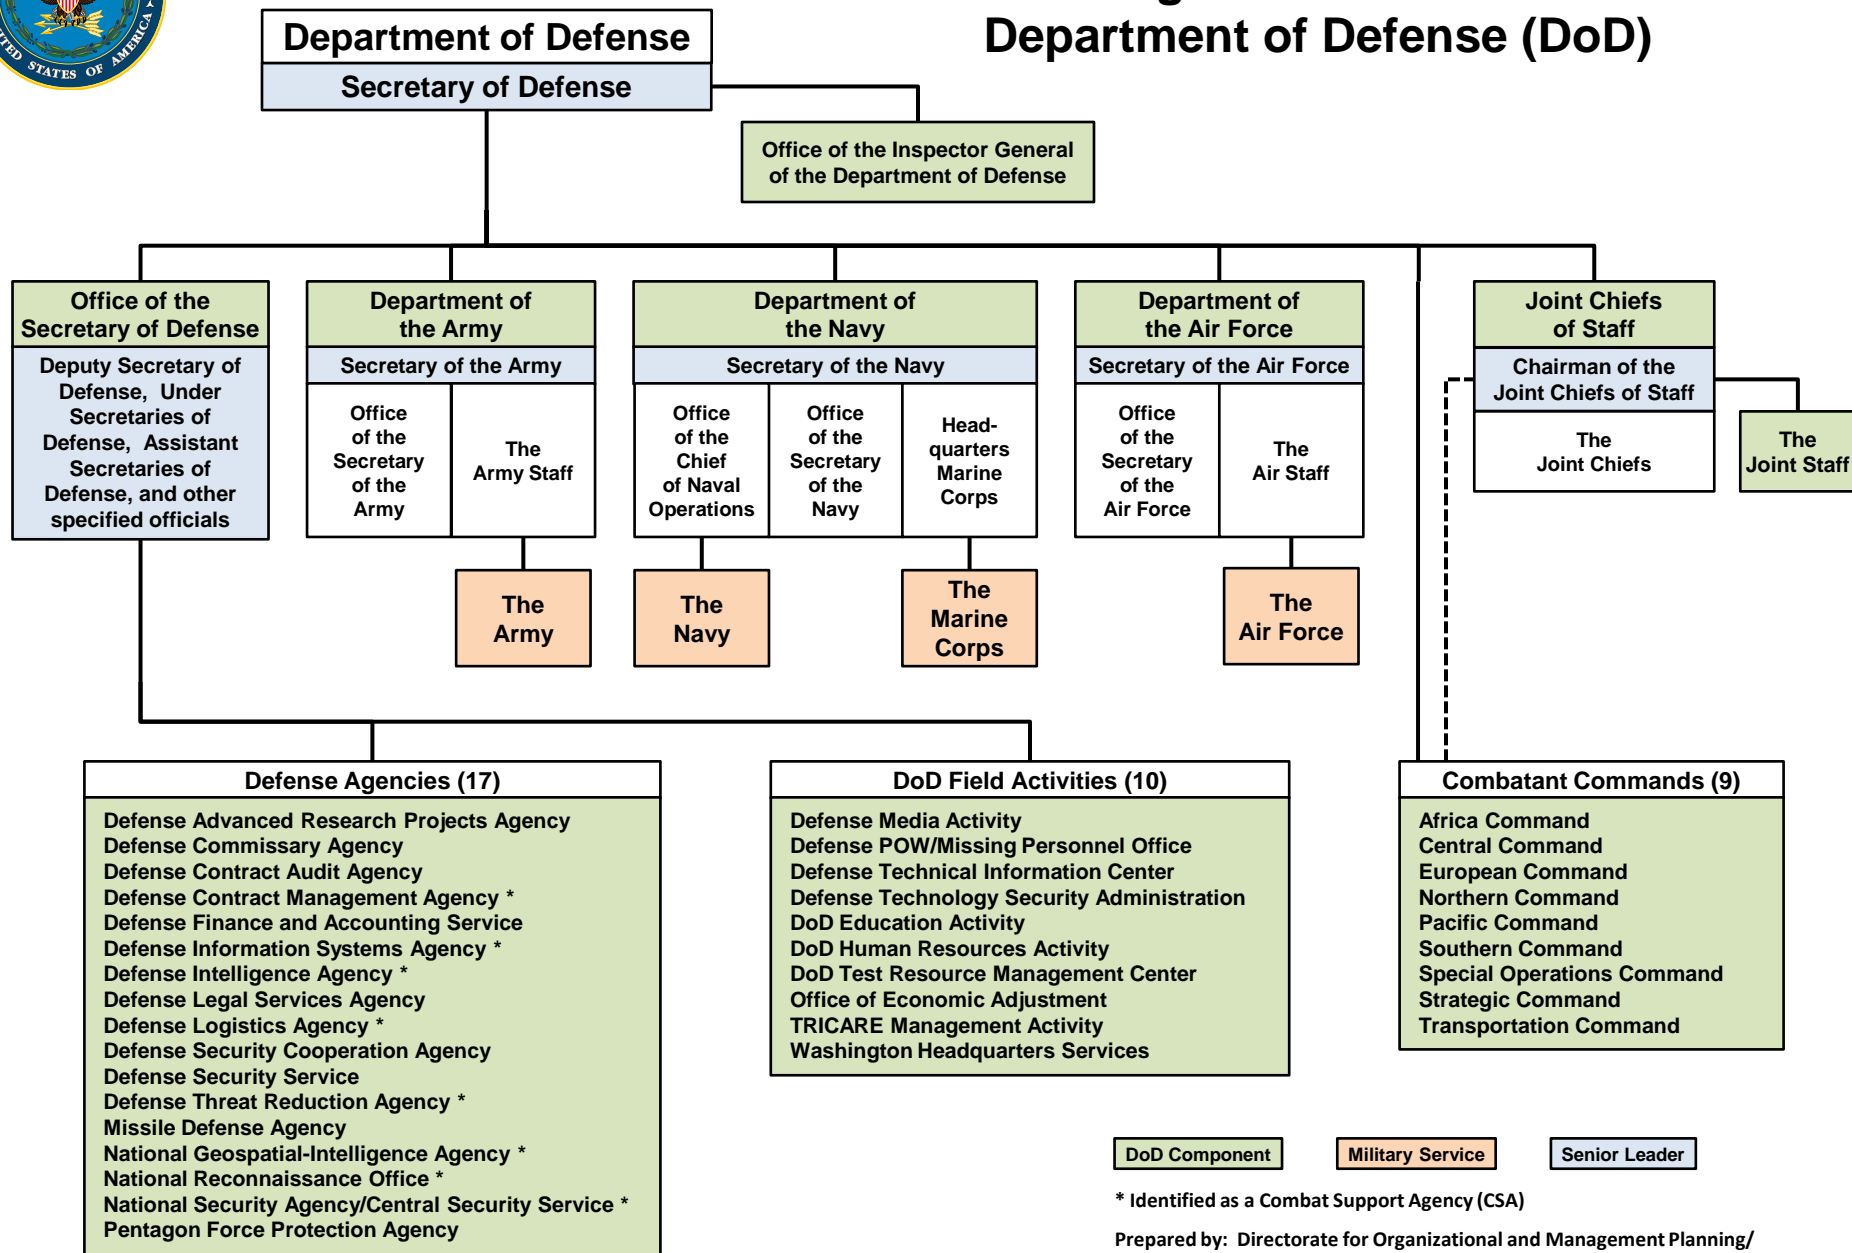 UNITED STATES OF AMERICA
Department of Defense (DoD)
Department of Defense
Secretary of Defense
Office of the Inspector General
of the Department of Defense
Office of the
Secretary of Defense
Deputy Secretary of
Defense, Under
Secretaries of
Defense, Assistant
Secretaries of
Defense, and other
specified officials
Department of
the Army
Secretary of the Army
Office
of the
Secretary
of the
Army
The
Army Staff
The
Army
Department of
the Navy
Secretary of the Navy
Office
of the
Chief
of Naval
Operations
Office
of the
Secretary
of the
Navy
Head-
quarters
Marine
Corps
The
Navy
The
Marine
Corps
Department of
the Air Force
Secretary of the Air Force
Office
of the
Secretary
of the
Air Force
The
Air Staff
The
Air Force
Joint Chiefs
of Staff
Chairman of the
Joint Chiefs of Staff
The
Joint Chiefs
The
Joint Staff
Defense Agencies (17)
Defense Advanced Research Projects Agency
Defense Commissary Agency
Defense Contract Audit Agency
Defense Contract Management Agency *
Defense Finance and Accounting Service
Defense Information Systems Agency *
Defense Intelligence Agency *
Defense Legal Services Agency
Defense Logistics Agency *
Defense Security Cooperation Agency
Defense Security Service
Defense Threat Reduction Agency *
Missile Defense Agency
National Geospatial-Intelligence Agency *
National Reconnaissance Office *
National Security Agency/Central Security Service *
Pentagon Force Protection Agency
DoD Field Activities (10)
Defense Media Activity
Defense POW/Missing Personnel Office
Defense Technical Information Center
Defense Technology Security Administration
DoD Education Activity
DoD Human Resources Activity
DoD Test Resource Management Center
Office of Economic Adjustment
TRICARE Management Activity
Washington Headquarters Services
Combatant Commands (9)
Africa Command
Central Command
European Command
Northern Command
Pacific Command
Southern Command
Special Operations Command
Strategic Command
Transportation Command
DoD Component
Military Service
Senior Leader
* Identified as a Combat Support Agency (CSA)
Prepared by: Directorate for Organizational and Management Planning/